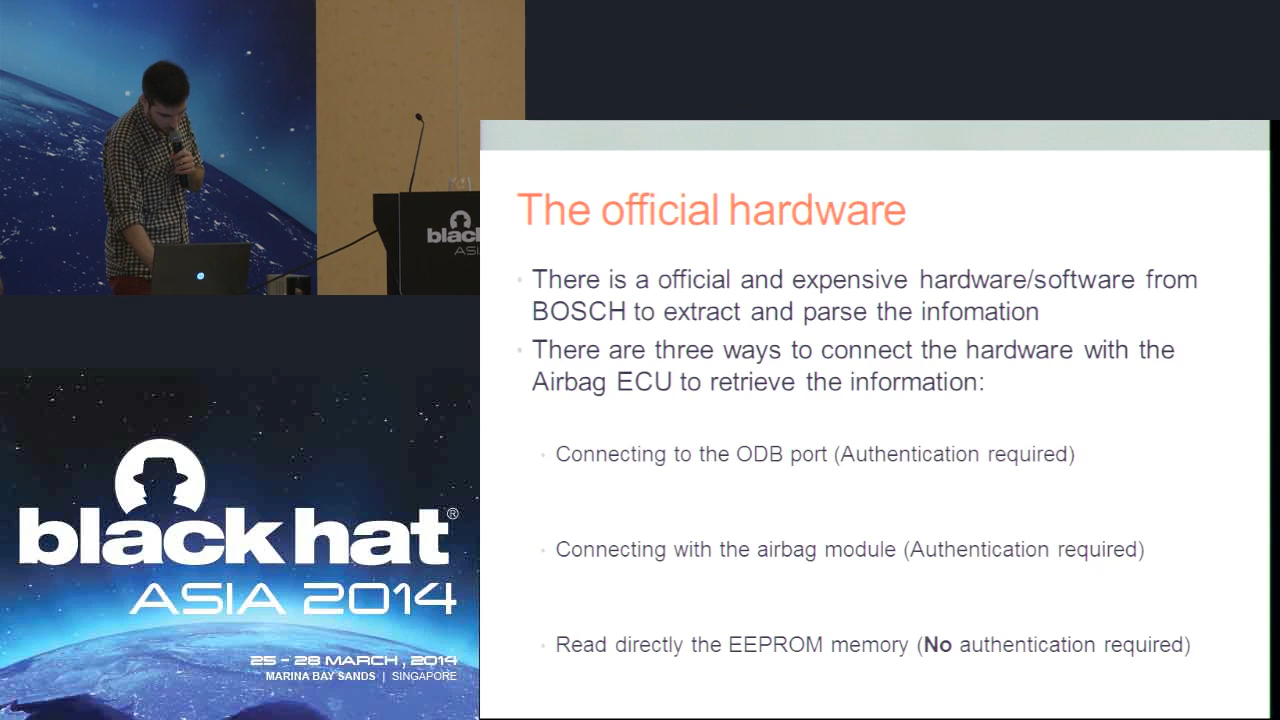 black
ASIA
The official hardware
There is a official and expensive hardware/software from
BOSCH to extract and parse the infomation
There are three ways to connect the hardware with the
Airbag ECU to retrieve the information:
Connecting to the ODB port (Authentication required)
Connecting with the airbag module (Authentication required)
Read directly the EEPROM memory (No authentication required)
black hat®
ASIA 2014
25 - 28 MARCH, 2014
MARINA BAY SANDS | SINGAPORE